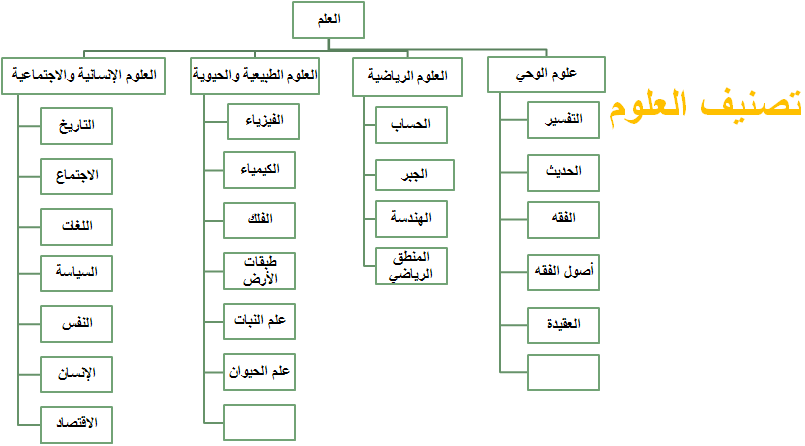 تصنيف العلوم
العلم
علوم الوحي
التفسير
الحديث
الفقه
أصول الفقه
العقيدة
العلوم الرياضية
الحساب
الجبر
الهندسة
المنطق
الرياضي
العلوم الطبيعية والحيوية
الفيزياء
الكيمياء
الفلك
طبقات
الأرض
علم النبات
علم الحيوان
العلوم الإنسانية والاجتماعية
التاريخ
الاجتماع
اللغات
السياسة
النفس
الإنسان
الاقتصاد